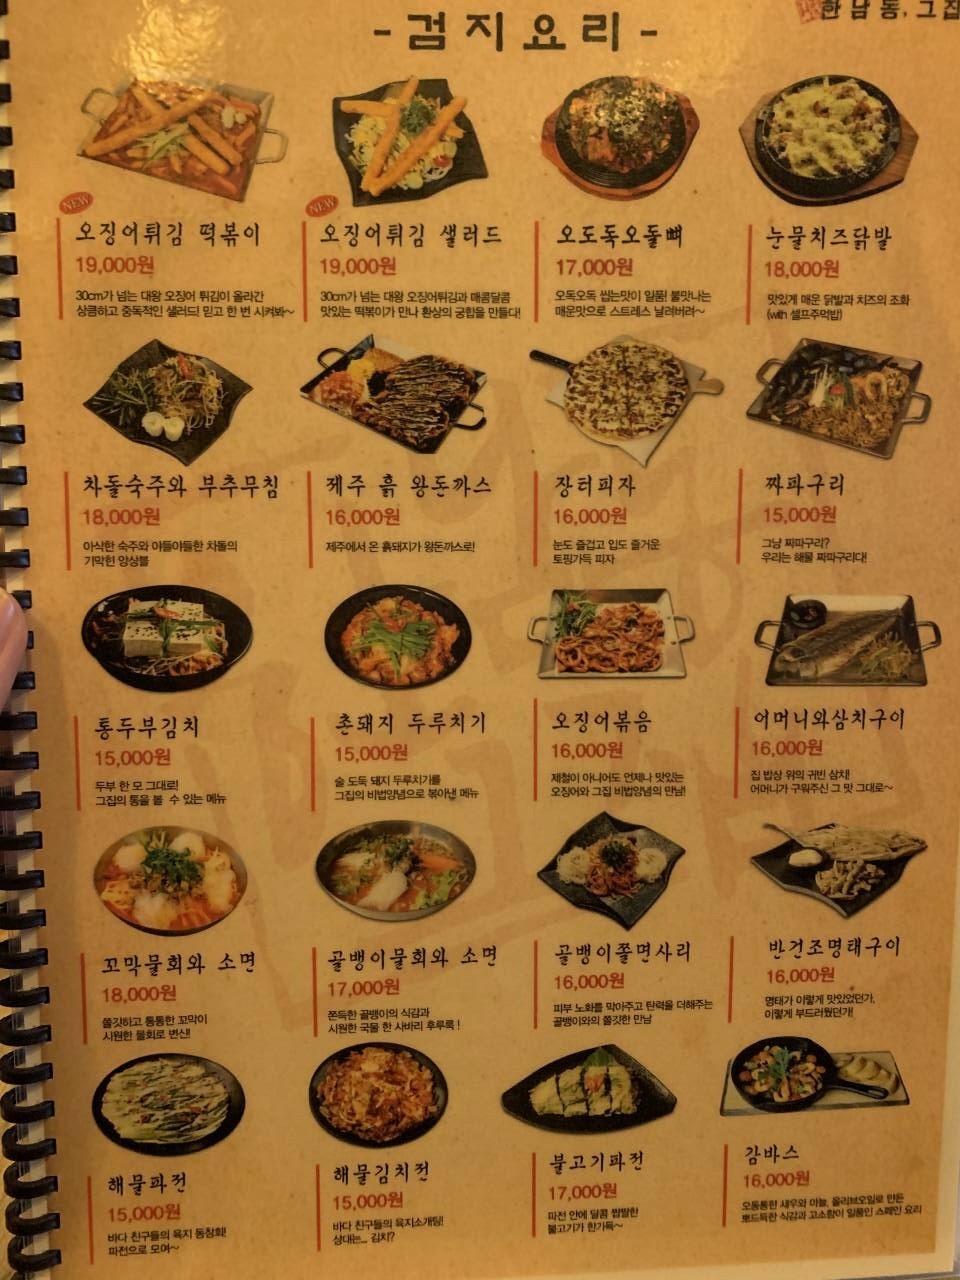 -검지요리-
한남동, 그집
NEW
오징어튀김 떡볶이
19,000원
30cm가 넘는 대왕 오징어 튀김이 올라간
상큼하고 중독적인 샐러드! 믿고 한 번 시켜봐~
NEW
오징어튀김 샐러드
19,000원
30cm가 넘는 대왕 오징어튀김과 매콤달콤
맛있는 떡볶이가 만나 환상의 궁합을 만들다!
오도독오돌뼈
17,000원
오독오독 씹는맛이 일품! 불맛나는
매운맛으로 스트레스 날려버려~
눈물치즈닭발
18,000원
맛있게 매운 닭발과 치즈의 조화
(with 셀프주먹밥)
차돌숙주와 부추무침
18,000원
아삭한 숙주와 야들야들한 차돌의
기막힌 앙상블
제주 흙 왕돈까스
16,000원
제주에서 온 흙돼지가 왕돈까스로!
장터피자
16,000원
눈도 즐겁고 입도 즐거운
토핑가득 피자
짜파구리
15,000원
그냥 짜파구리?
우리는 해물 짜파구리다!
통두부김치
15,000원
두부 한 모 그대로!
그집의 통을 볼 수 있는 메뉴
촌돼지 두루치기
15,000원
술 도둑 돼지 두루치기를
그집의 비법양념으로 볶아낸 메뉴
오징어볶음
16,000원
제철이 아니어도 언제나 맛있는
오징어와 그집 비법양념의 만남!
어머니와삼치구이
16,000원
집 밥상 위의 귀빈 삼치!
어머니가 구워주신 그 맛 그대로~
꼬막물회와 소면
18,000원
쫄깃하고 통통한 꼬막이
시원한 물회로 변신!
골뱅이물회와 소면
17,000원
쫀득한 골뱅이의 식감과
시원한 국물 한 사바리 후루룩!
골뱅이쫄면사리
16,000원
피부 노화를 막아주고 탄력을 더해주는
골뱅이와의 쫄깃한 만남
반건조명태구이
16,000원
명태가 이렇게 맛있었던가,
이렇게 부드러웠던가!
해물파전
15,000원
바다 친구들의 육지 동창회!
파전으로 모여~
해물김치전
15,000원
바다 친구들의 육지소개팅!
상대는... 김치?
불고기파전
17,000원
파전 안에 달콤 짭짤한
불고기가 한가득~
감바스
16,000원
오동통한 새우와 마늘, 올리브오일로 만든
뽀드득한 식감과 고소함이 일품인 스페인 요리